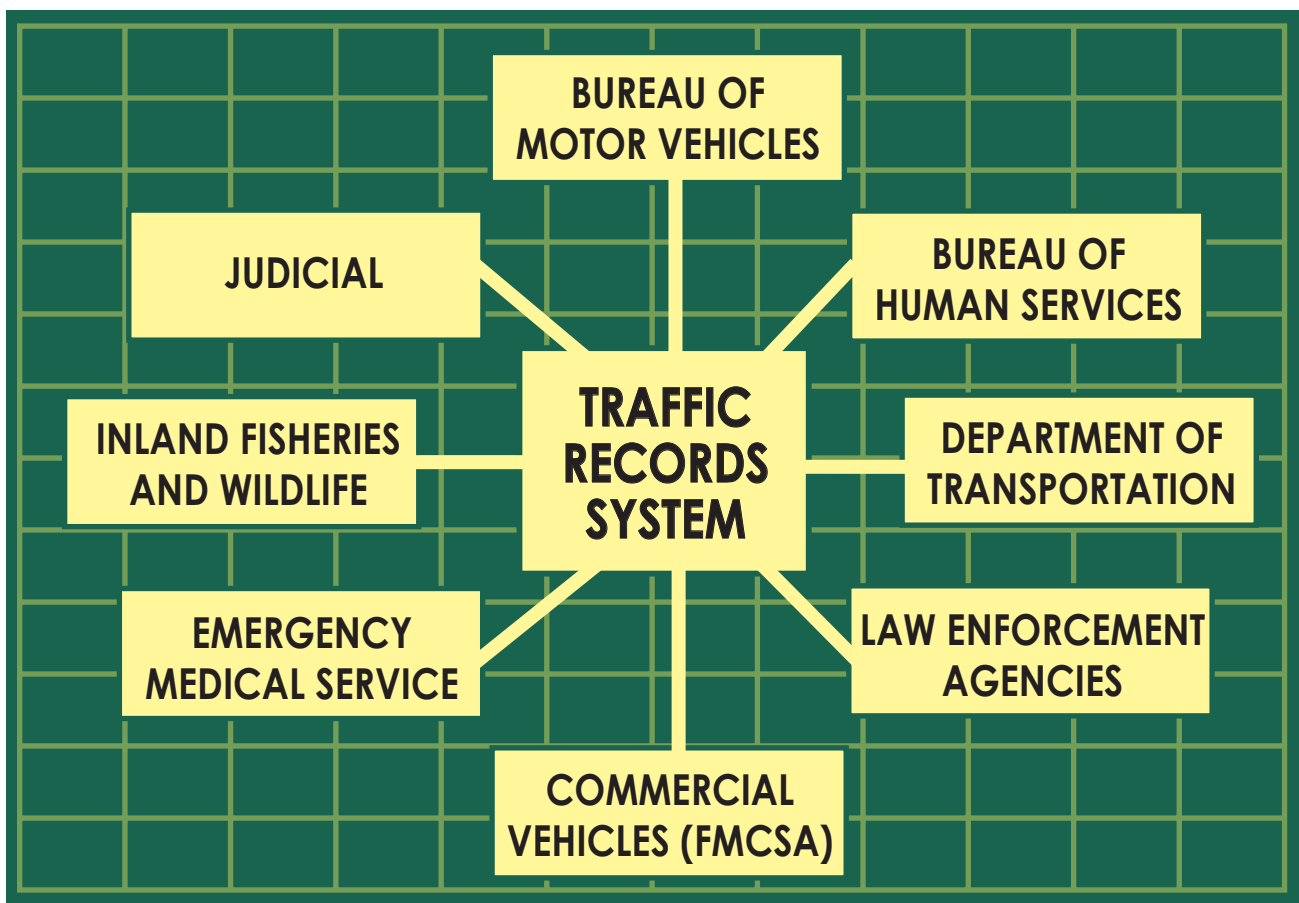 BUREAU OF
MOTOR VEHICLES
JUDICIAL
BUREAU OF
HUMAN SERVICES
TRAFFIC
RECORDS
SYSTEM
INLAND FISHERIES
AND WILDLIFE
DEPARTMENT OF
TRANSPORTATION
EMERGENCY
MEDICAL SERVICE
LAW ENFORCEMENT
AGENCIES
COMMERCIAL
VEHICLES (FMCSA)